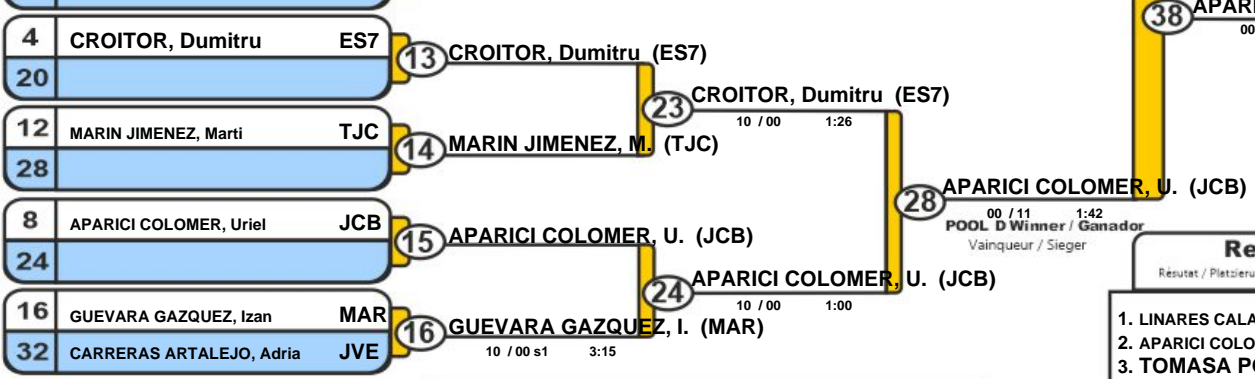 38 APARI
00
4 CROITOR, Dumitru ES7
20
13 CROITOR, Dumitru (ES7)
23 CROITOR, Dumitru (ES7)
10 / 00 1:26
12 MARIN JIMENEZ, Marti TJC
28
14 MARIN JIMENEZ, M. (TJC)
28 APARICI COLOMER, U. (JCB)
00 / 11 1:42
POOL D Winner / Ganador
Vainqueur / Sieger
8 APARICI COLOMER, Uriel JCB
24
15 APARICI COLOMER, U. (JCB)
24 APARICI COLOMER, U. (JCB)
10 / 00 1:00
16 GUEVARA GAZQUEZ, Izan MAR
32 CARRERAS ARTALEJO, Adria JVE
16 GUEVARA GAZQUEZ, I. (MAR)
10 / 00 s1 3:15
Re
Résutat / Platzieru
1. LINARES CALA
2. APARICI COLO
3. TOMASA P